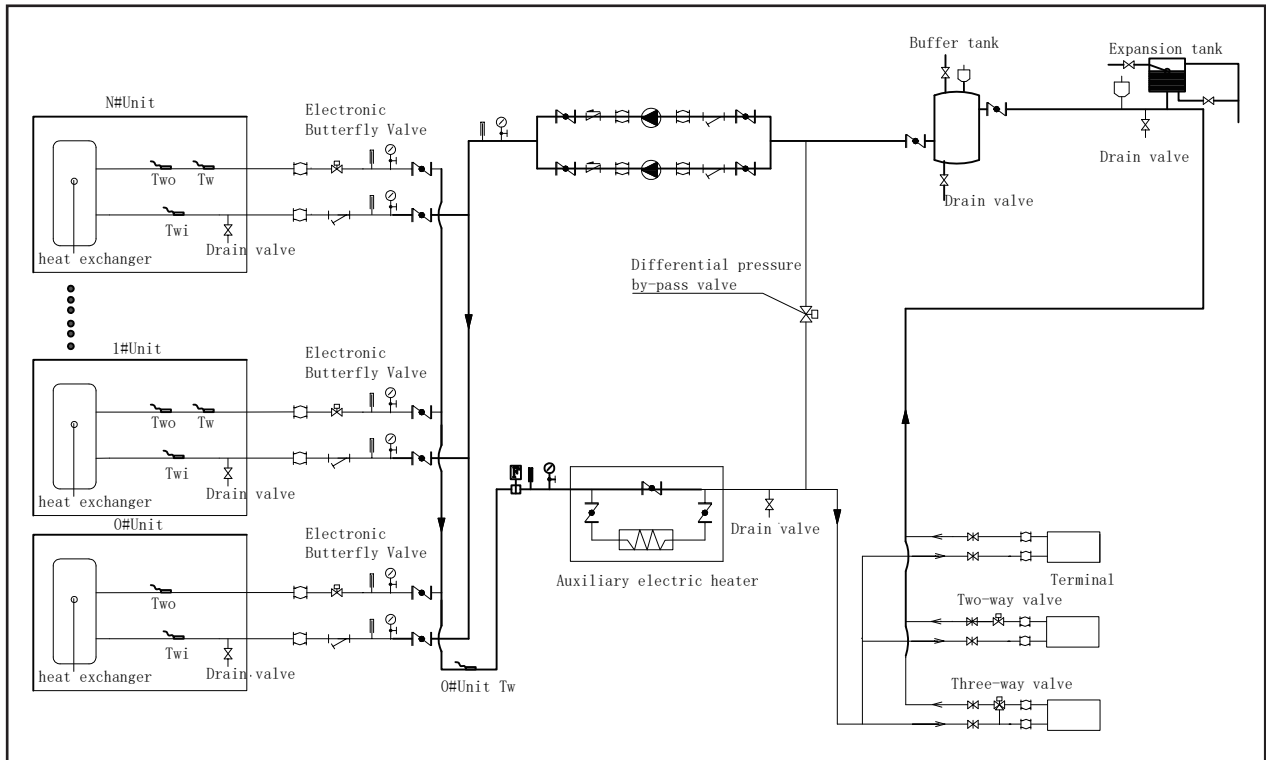 Buffer tank
Expansion tank
N#Unit
Electronic
Butterfly Valve
Two
Tw
Twi
Drain valve
heat exchanger
Drain valve
Drain valve
Differential pressure
by-pass valve
1#Unit
Electronic
Butterfly Valve
Two
Tw
Twi
Drain valve
heat exchanger
0#Unit
Electronic
Butterfly Valve
Two
Twi
Drain valve
heat exchanger
0#Unit Tw
Drain valve
Auxiliary electric heater
Terminal
Two-way valve
Three-way valve